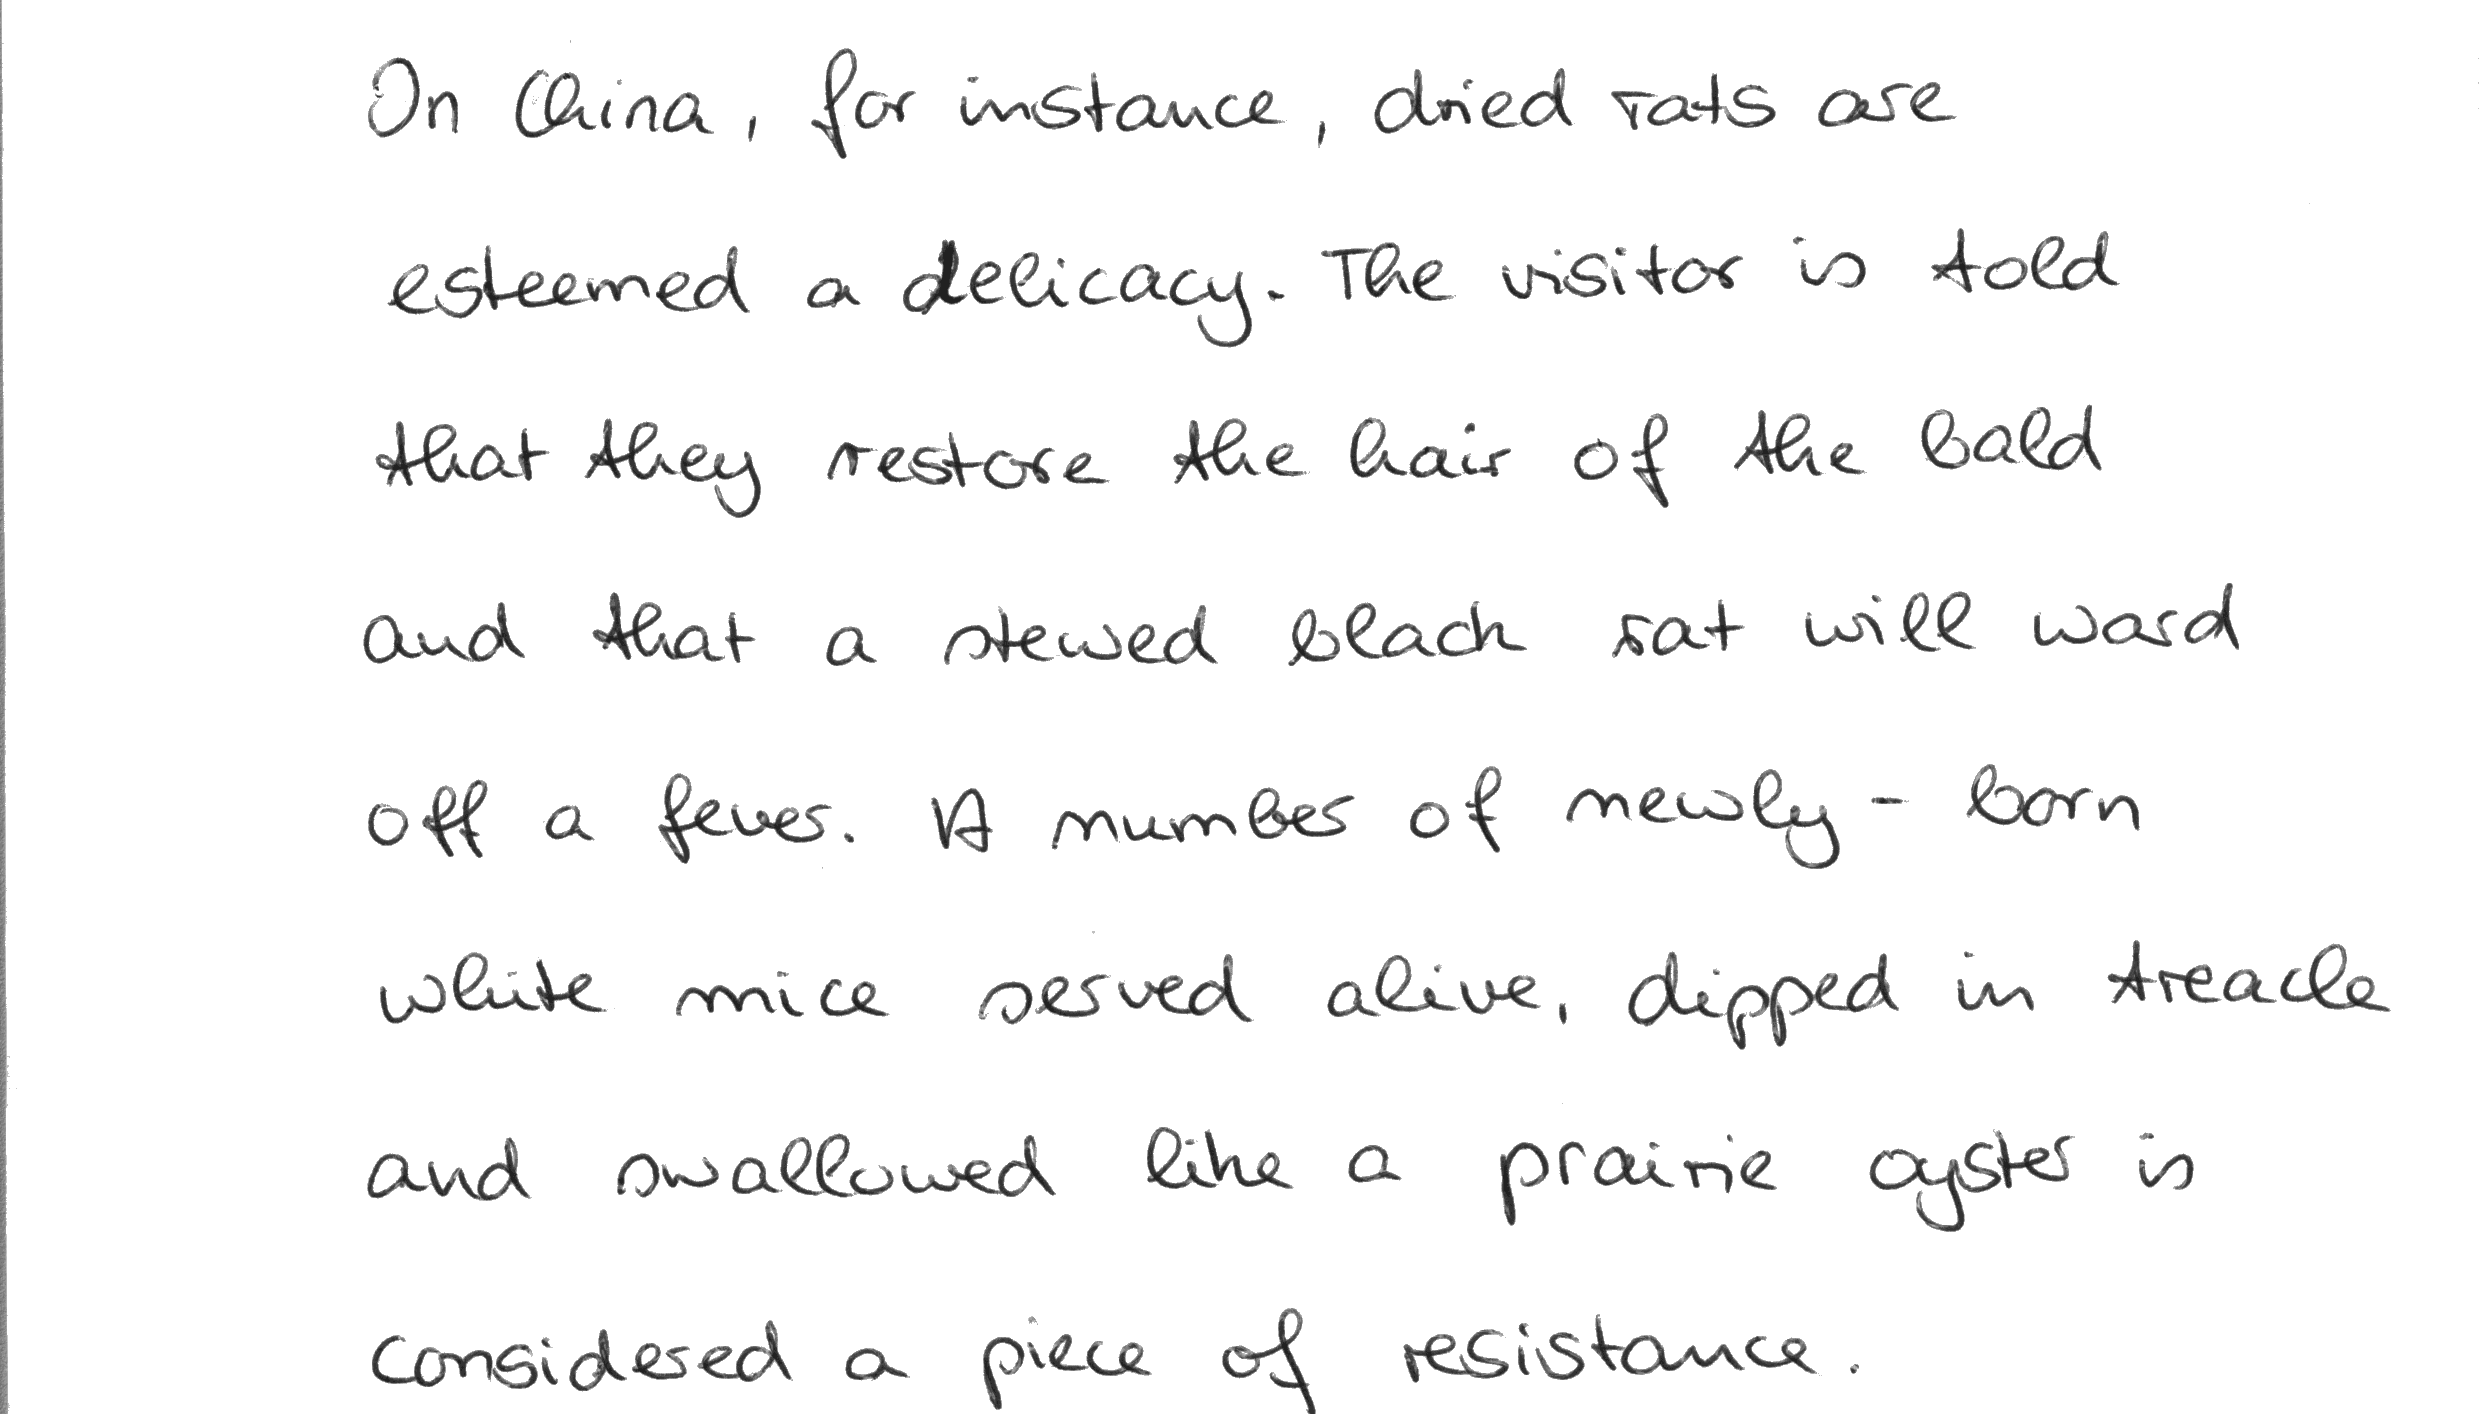 In China, for instance, dried rats are
esteemed a delicacy. The visitor is told
that they restore the hair of the bald
and that a stewed black rat will ward
off a fever. A number of newly-born
white mice served alive, dipped in treacle
and swallowed like a prairie oyster is
considered a piece of resistance.